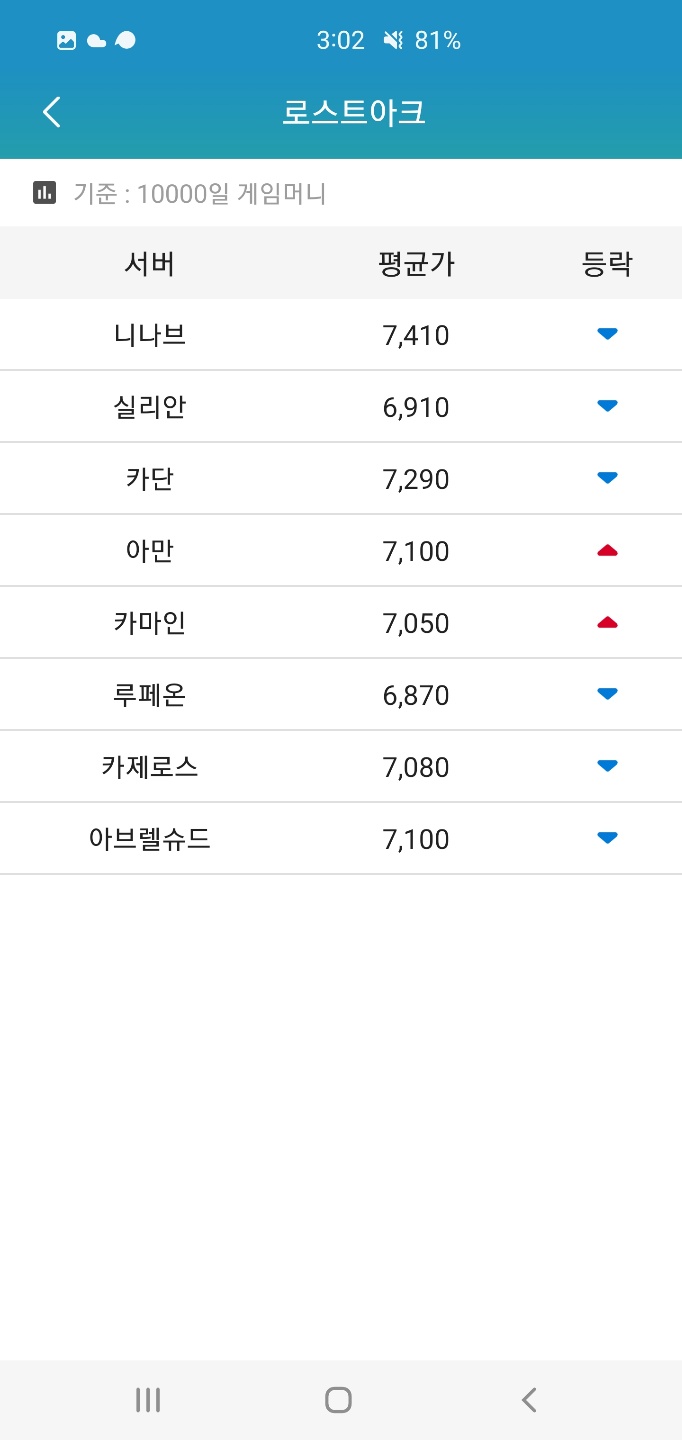 3:02 81%
로스트아크
기준 : 10000일 게임머니
서버 평균가 등락
니나브 7,410
실리안 6,910
카단 7,290
아만 7,100
카마인 7,050
루페온 6,870
카제로스 7,080
아브렐슈드 7,100